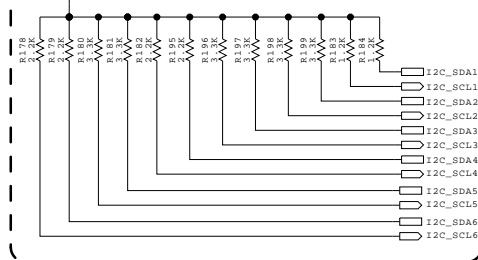 R178
2.2K
R179
2.2K
R180
3.3K
R181
3.3K
R182
2.2K
R195
2.2K
R196
3.3K
R197
3.3K
R198
3.3K
R199
3.3K
R183
1.2K
R184
1.2K
I2C_SDA1
I2C_SCL1
I2C_SDA2
I2C_SCL2
I2C_SDA3
I2C_SCL3
I2C_SDA4
I2C_SCL4
I2C_SDA5
I2C_SCL5
I2C_SDA6
I2C_SCL6